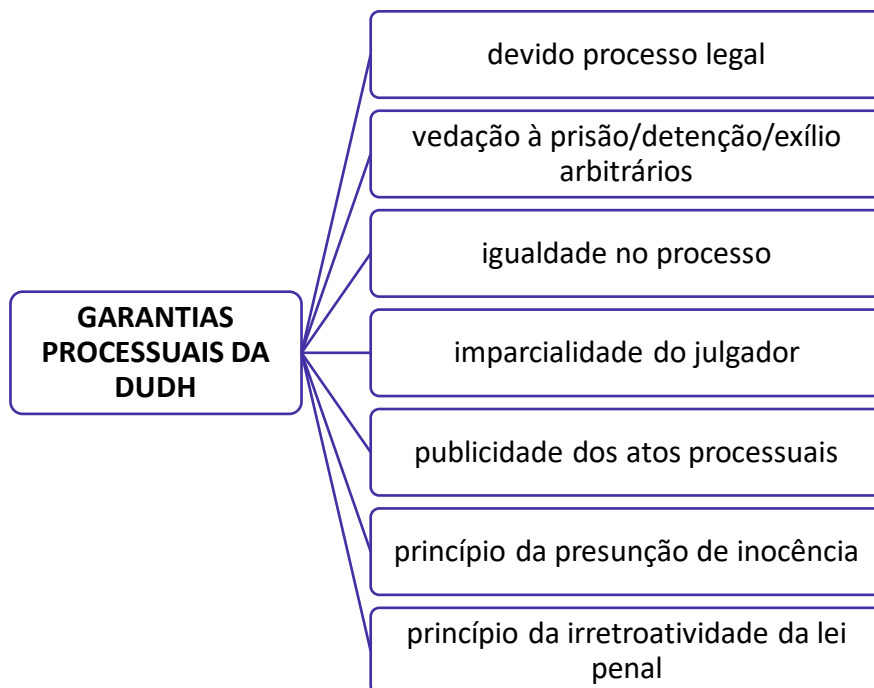 devido processo legal
vedação à prisão/detenção/exílio
arbitrários
igualdade no processo
GARANTIAS
PROCESSUAIS DA
DUDH
imparcialidade do julgador
publicidade dos atos processuais
princípio da presunção de inocência
princípio da irretroatividade da lei
penal